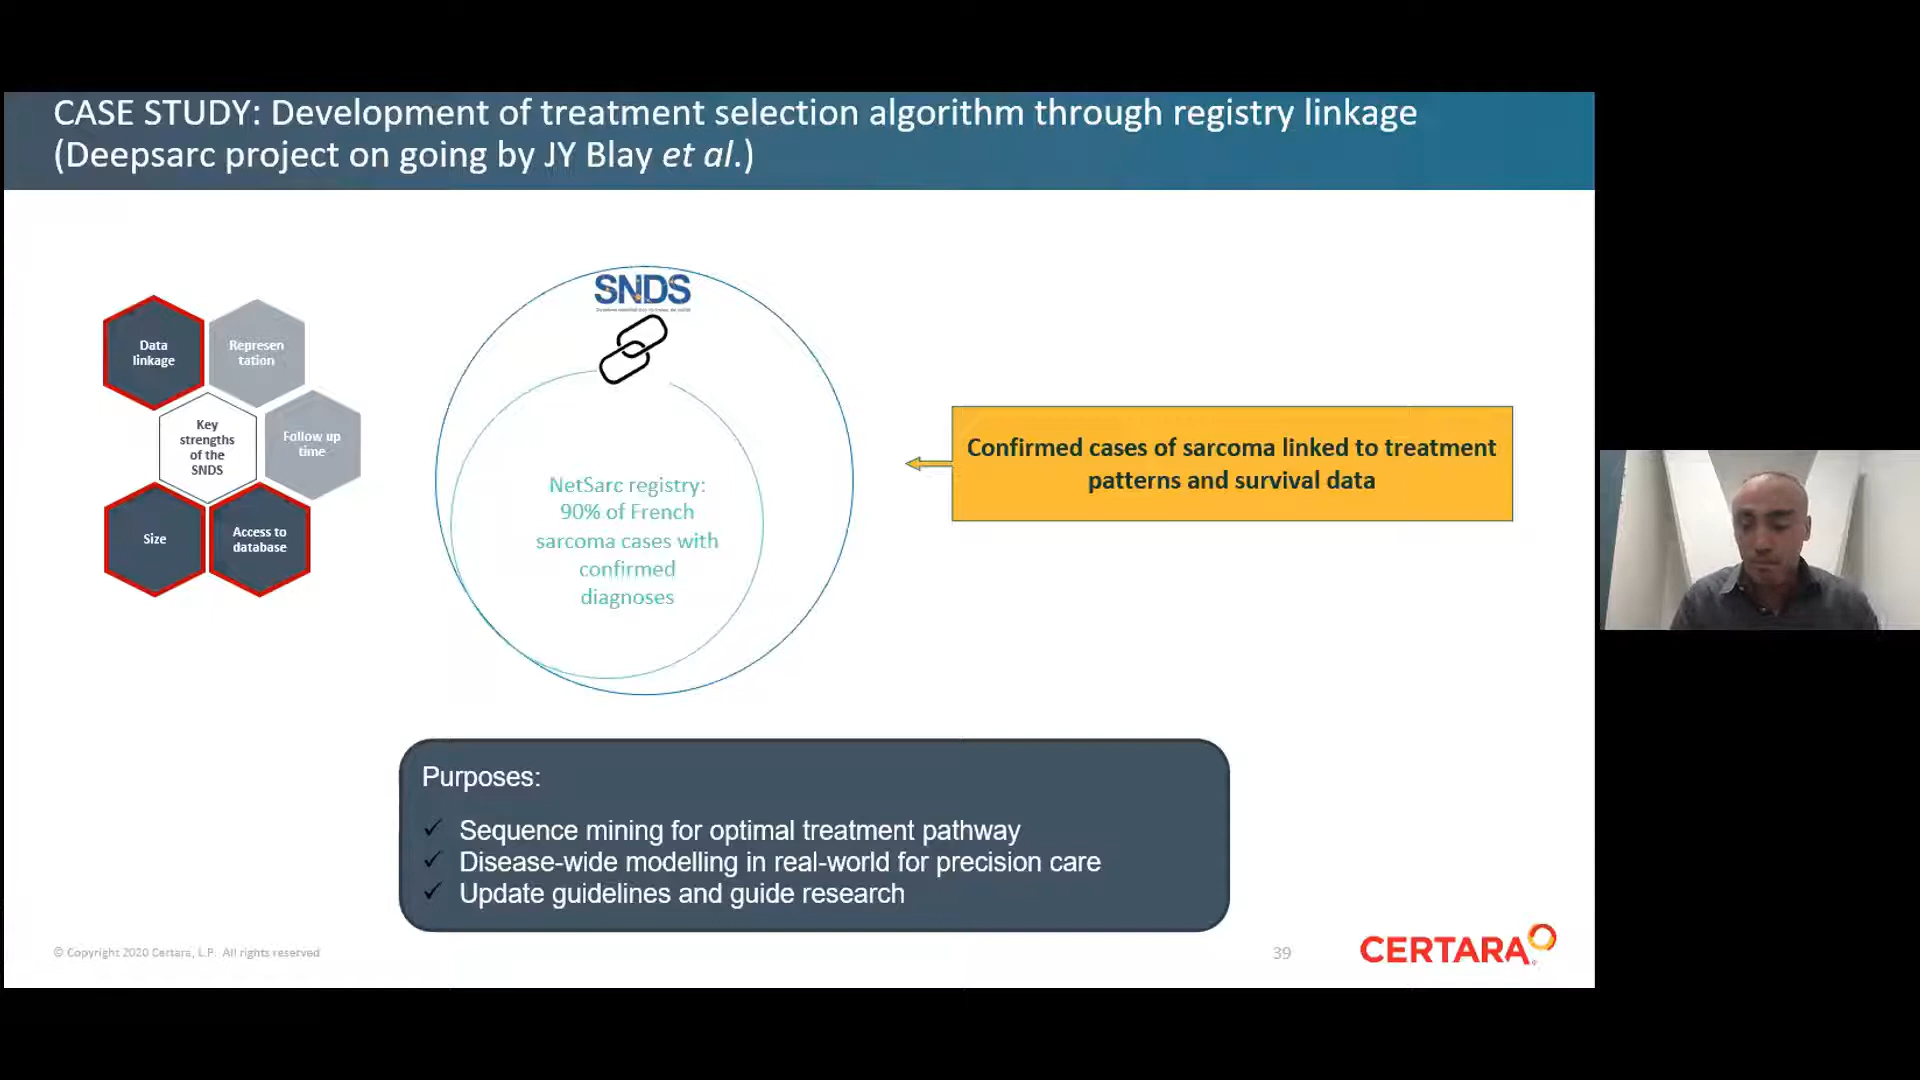 CASE STUDY: Development of treatment selection algorithm through registry linkage
(Deepsarc project on going by JY Blay et al.)
SNDS
Data
linkage
Represen
tation
Key
strengths
of the
SNDS
Follow up
time
Size
Access to
database
NetSarc registry:
90% of French
sarcoma cases with
confirmed
diagnoses
Confirmed cases of sarcoma linked to treatment
patterns and survival data
Purposes:
✓ Sequence mining for optimal treatment pathway
✓ Disease-wide modelling in real-world for precision care
✓ Update guidelines and guide research
© Copyright 2020 Certara, L.P. All rights reserved
39
CERTARA